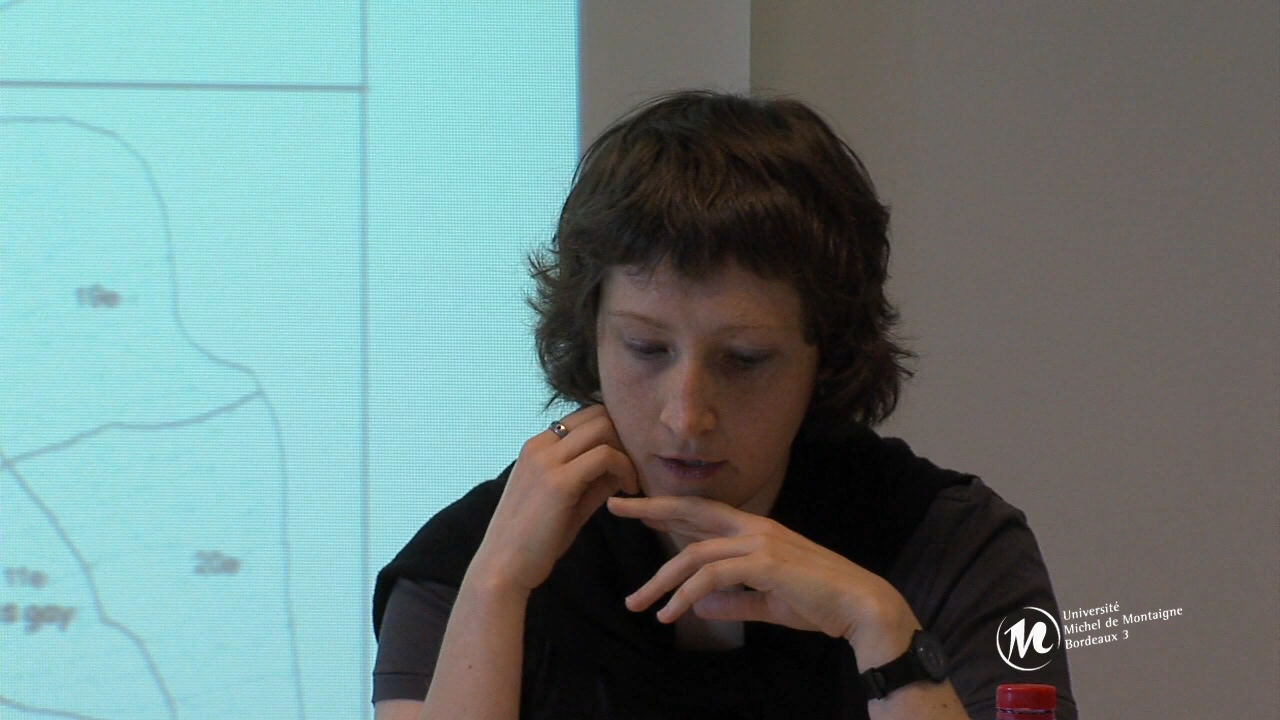 19e
20e
11e
s gay
Université
Michel de Montaigne
Bordeaux 3